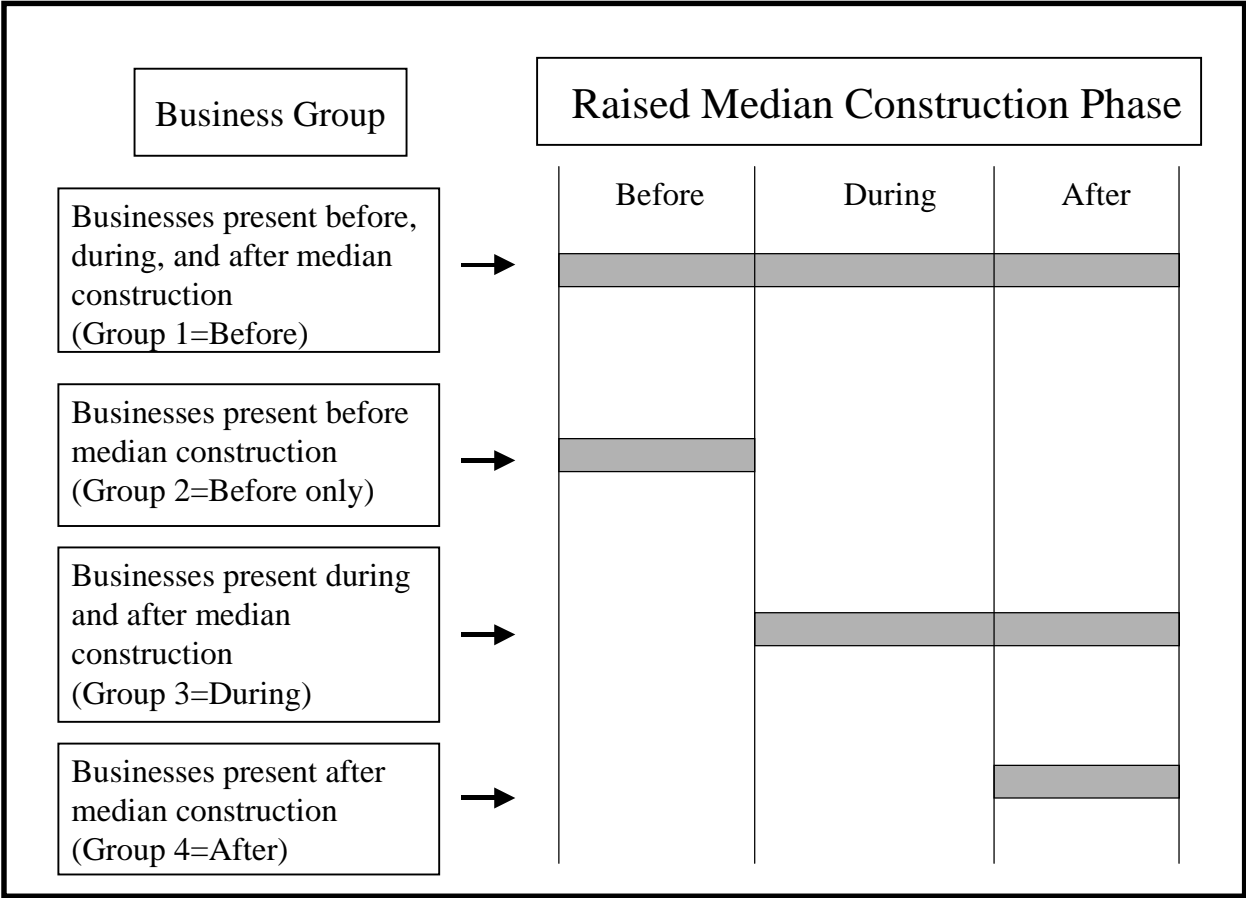 Business Group
Raised Median Construction Phase
Before
During
After
Businesses present before,
during, and after median
construction
(Group 1=Before)
Businesses present before
median construction
(Group 2=Before only)
Businesses present during
and after median
construction
(Group 3=During)
Businesses present after
median construction
(Group 4=After)